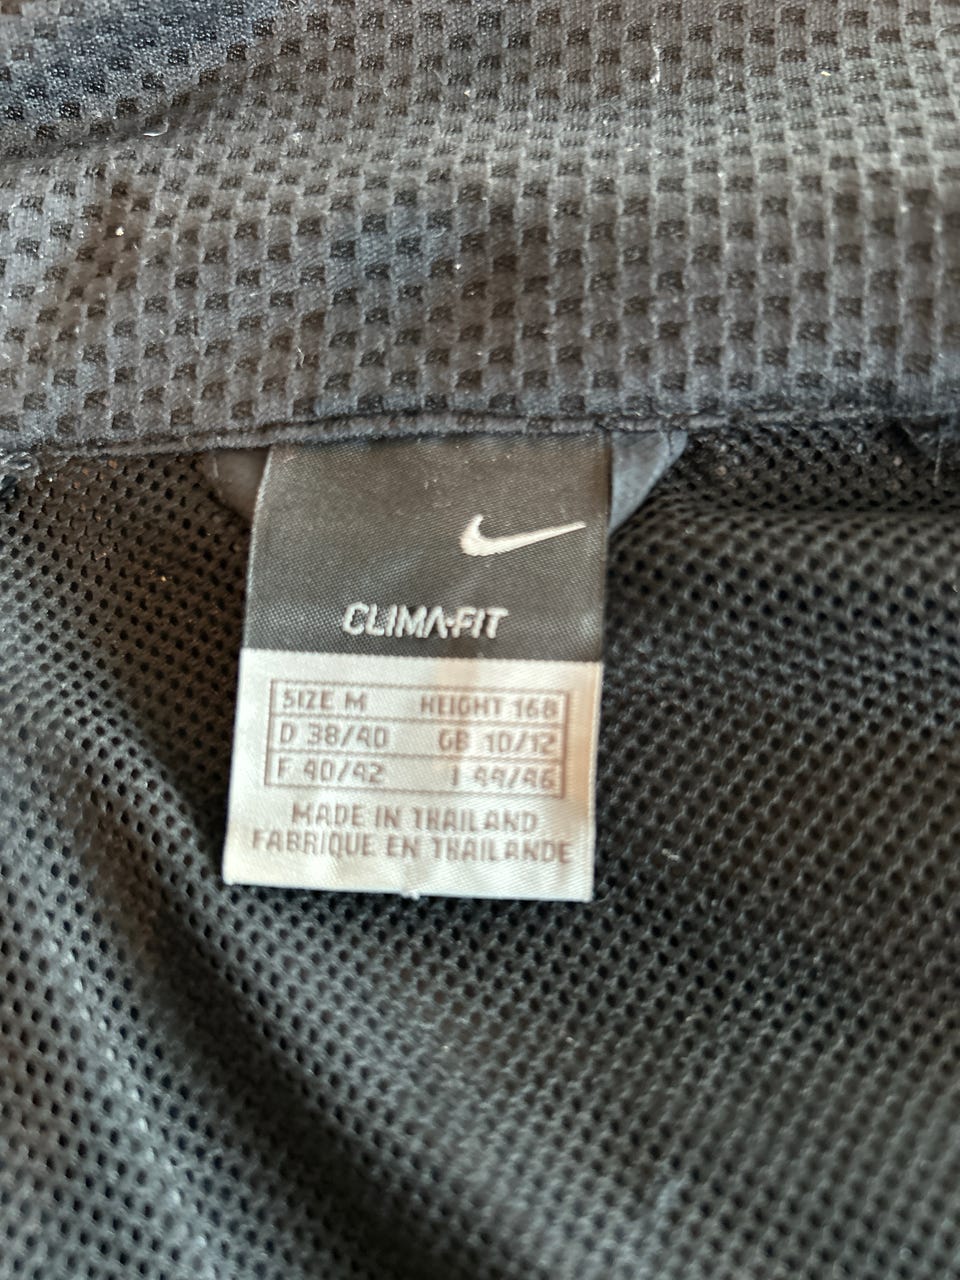 CLIMA-FIT
SIZE M HEIGHT 168
D 38/40 GB 10/12
F 40/42 I 44/46
MADE IN THAILAND
FABRIQUE EN THAILANDE